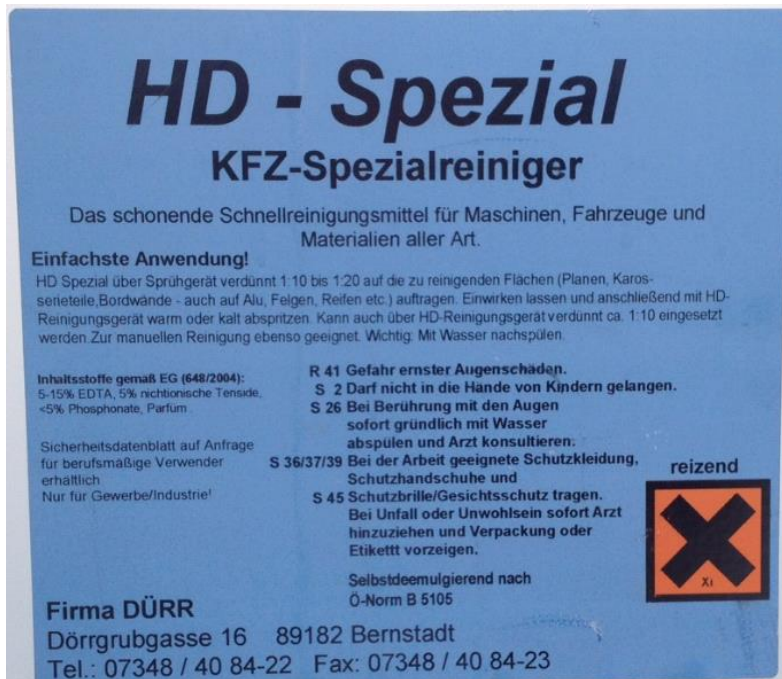 HD - Spezial
KFZ-Spezialreiniger
Das schonende Schnellreinigungsmittel für Maschinen, Fahrzeuge und
Materialien aller Art.
Einfachste Anwendung!
HD Spezial über Sprühgerät verdünnt 1:10 bis 1:20 auf die zu reinigenden Flächen (Planen, Karos-
serieteile,Bordwände - auch auf Alu, Felgen, Reifen etc.) auftragen. Einwirken lassen und anschließend mit HD-
Reinigungsgerät warm oder kalt abspritzen. Kann auch über HD-Reinigungsgerät verdünnt ca. 1:10 eingesetzt
werden.Zur manuellen Reinigung ebenso geeignet. Wichtig: Mit Wasser nachspülen.
Inhaltsstoffe gemäß EG (648/2004):
5-15% EDTA, 5% nichtionische Tenside,
<5% Phosphonate, Parfüm
Sicherheitsdatenblatt auf Anfrage
für berufsmäßige Verwender
erhältlich
Nur für Gewerbe/Industrie!
R 41 Gefahr ernster Augenschäden.
S 2 Darf nicht in die Hände von Kindern gelangen.
S 26 Bei Berührung mit den Augen
sofort gründlich mit Wasser
abspülen und Arzt konsultieren.
S 36/37/39 Bei der Arbeit geeignete Schutzkleidung,
Schutzhandschuhe und
S 45 Schutzbrille/Gesichtsschutz tragen.
Bei Unfall oder Unwohlsein sofort Arzt
hinzuziehen und Verpackung oder
Etikettt vorzeigen.
Selbstdeemulgierend nach
Ö-Norm B 5105
reizend
Xi
Firma DÜRR
Dörrgrubgasse 16 89182 Bernstadt
Tel.: 07348 / 40 84-22 Fax: 07348 / 40 84-23